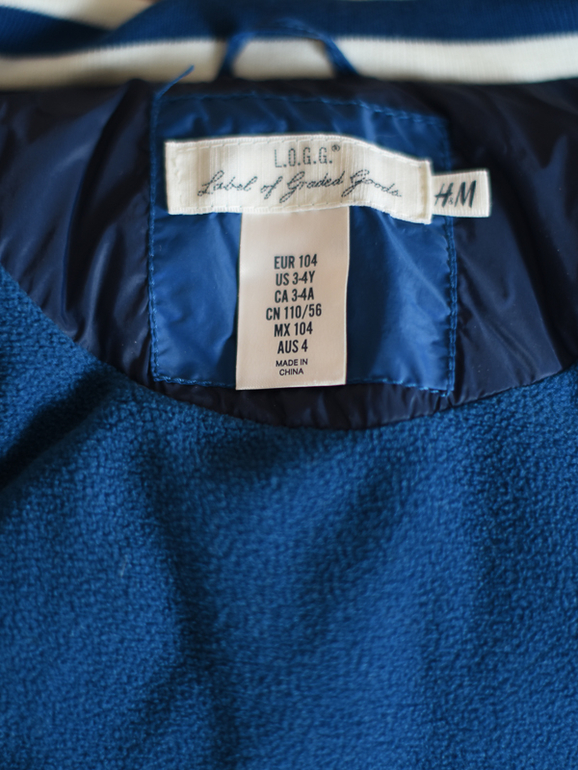 L.O.G.G.®
Label of Graded Goods
H&M
EUR 104
US 3-4Y
CA 3-4A
CN 110/56
MX 104
AUS 4
MADE IN
CHINA